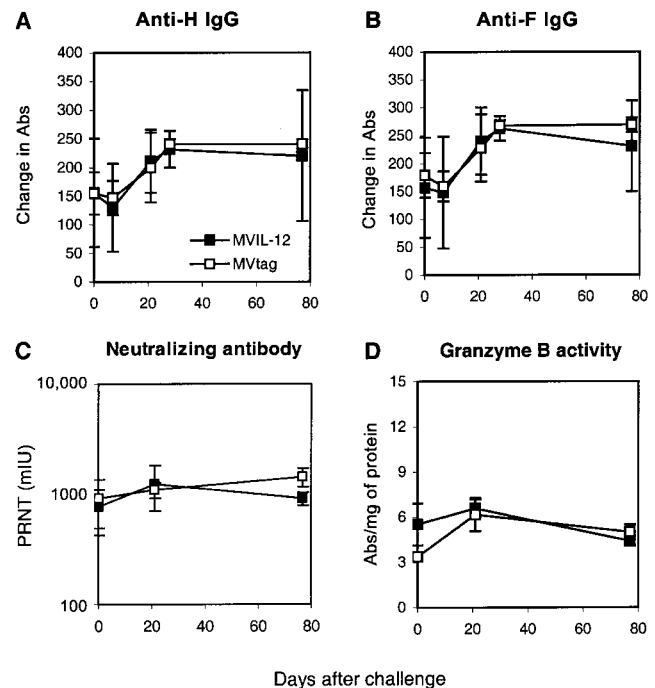 A Anti-H IgG
400
350
300
250
200
150
100
50
0
Change in Abs
MVIL-12
MVtag
0 20 40 60 80
B Anti-F IgG
400
350
300
250
200
150
100
50
0
Change in Abs
0 20 40 60 80
C Neutralizing antibody
10,000
1000
100
PRNT (mIU)
0 20 40 60 80
D Granzyme B activity
15
12
9
6
3
0
Abs/mg of protein
0 20 40 60 80
Days after challenge